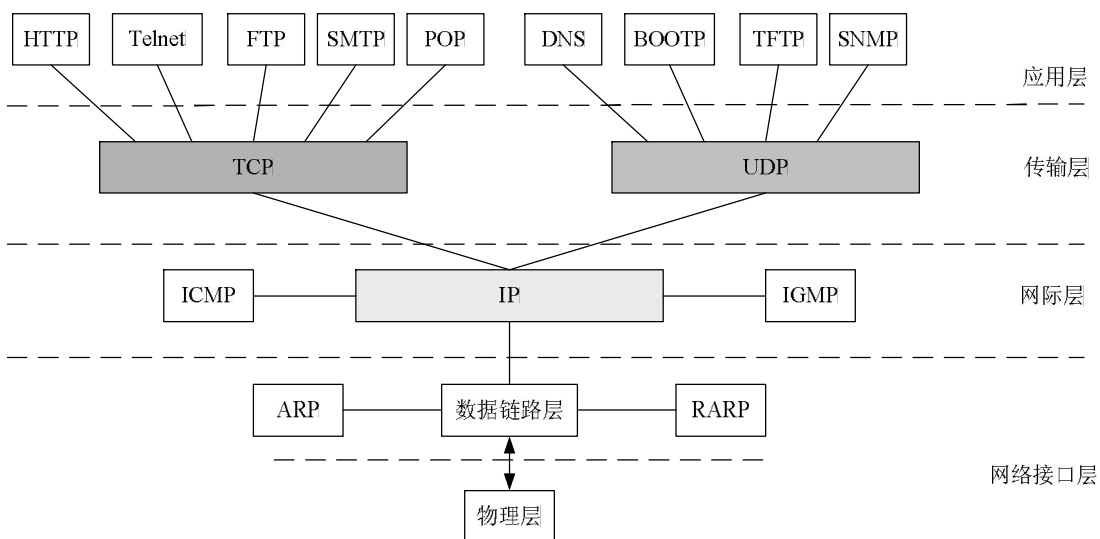 HTTP Telnet FTP SMTP POP DNS BOOTP TFTP SNMP
应用层
TCP UDP 传输层
ICMP IP IGMP 网际层
ARP 数据链路层 RARP
网络接口层
物理层